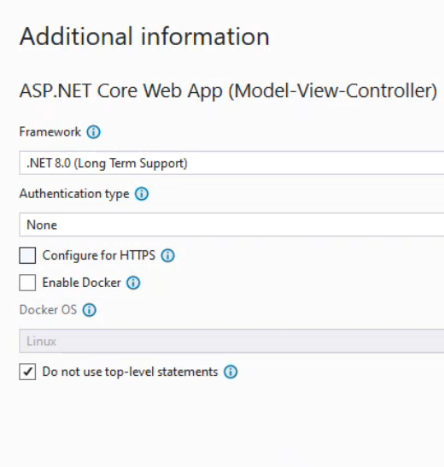 Additional information
ASP.NET Core Web App (Model-View-Controller)
Framework
.NET 8.0 (Long Term Support)
Authentication type
None
Configure for HTTPS
Enable Docker
Docker OS
Linux
Do not use top-level statements